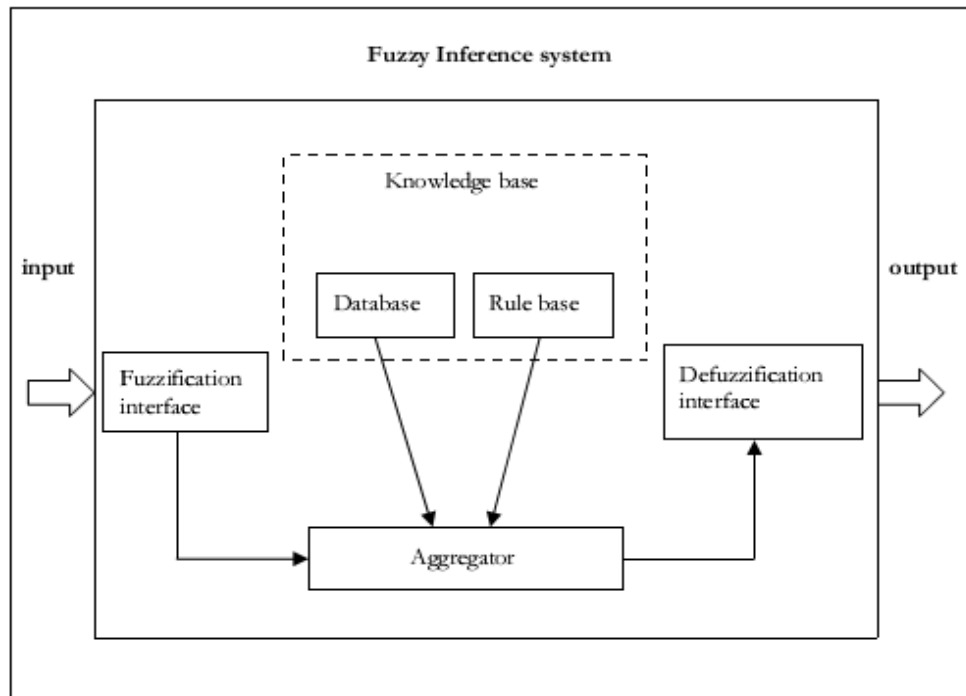 Fuzzy Inference system
Knowledge base
input
output
Database
Rule base
Fuzzification
interface
Defuzzification
interface
Aggregator